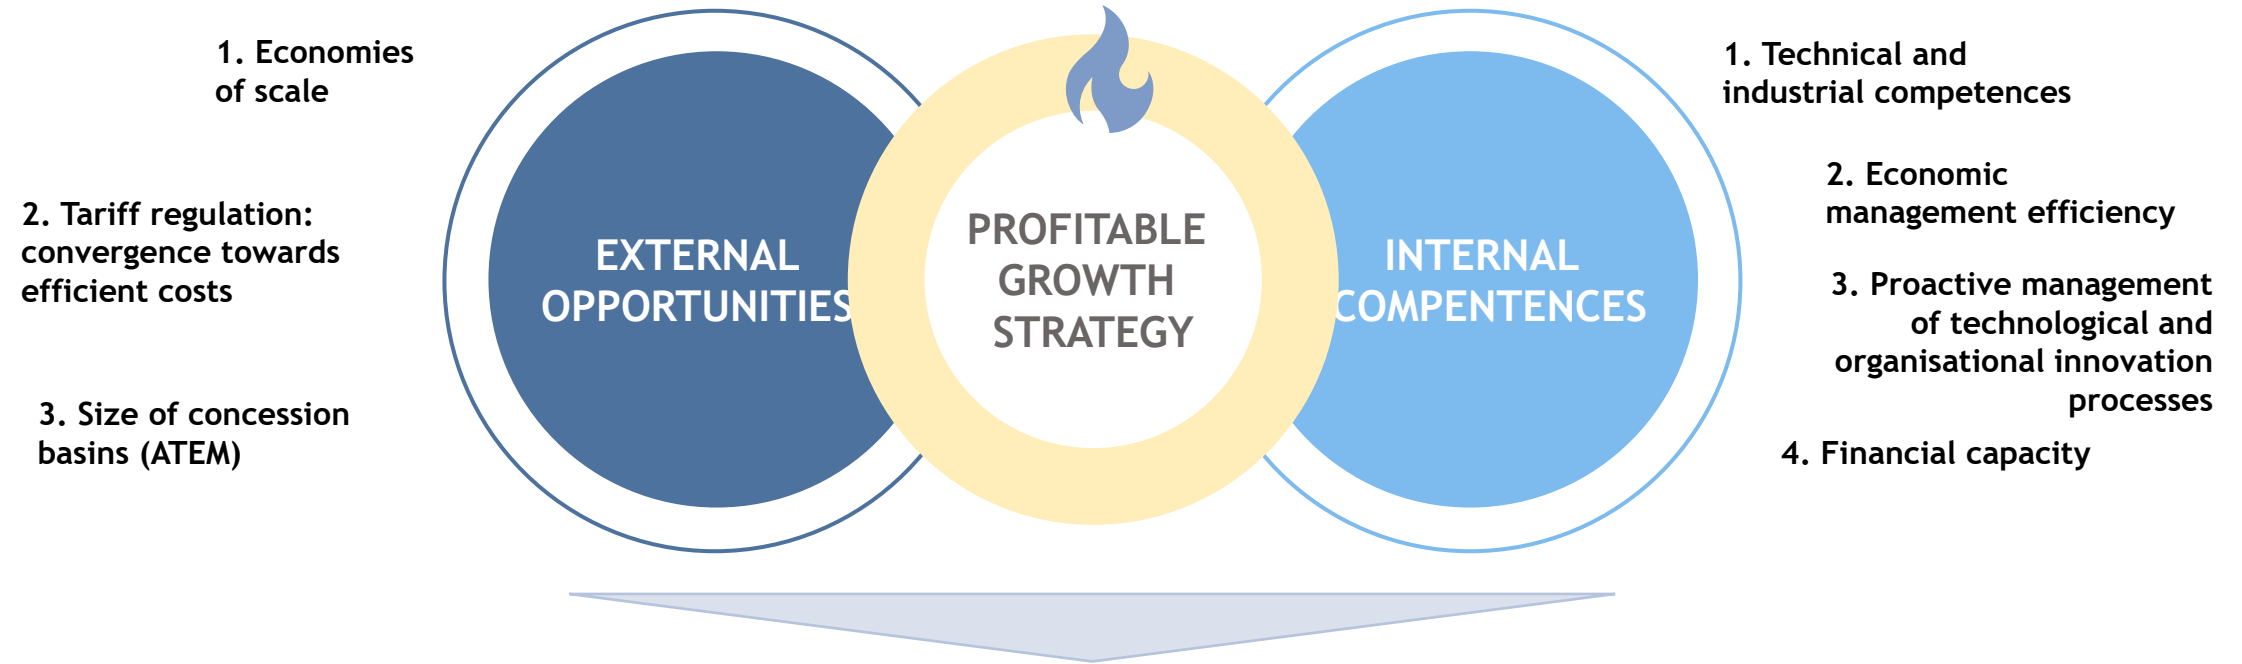 1. Economies
of scale
2. Tariff regulation:
convergence towards
efficient costs
3. Size of concession
basins (ATEM)
EXTERNAL
OPPORTUNITIES
PROFITABLE
GROWTH
STRATEGY
INTERNAL
COMPENTENCES
1. Technical and
industrial competences
2. Economic
management efficiency
3. Proactive management
of technological and
organisational innovation
processes
4. Financial capacity